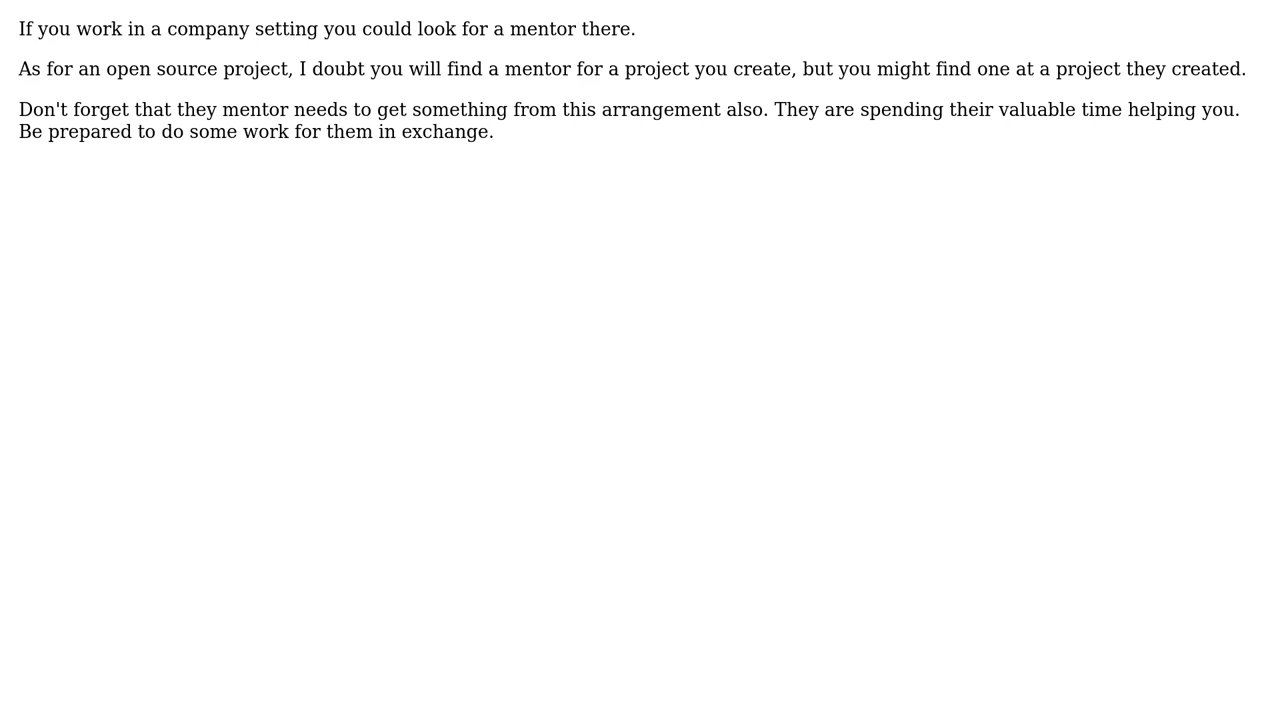 If you work in a company setting you could look for a mentor there.
As for an open source project, I doubt you will find a mentor for a project you create, but you might find one at a project they created.
Don't forget that they mentor needs to get something from this arrangement also. They are spending their valuable time helping you.
Be prepared to do some work for them in exchange.